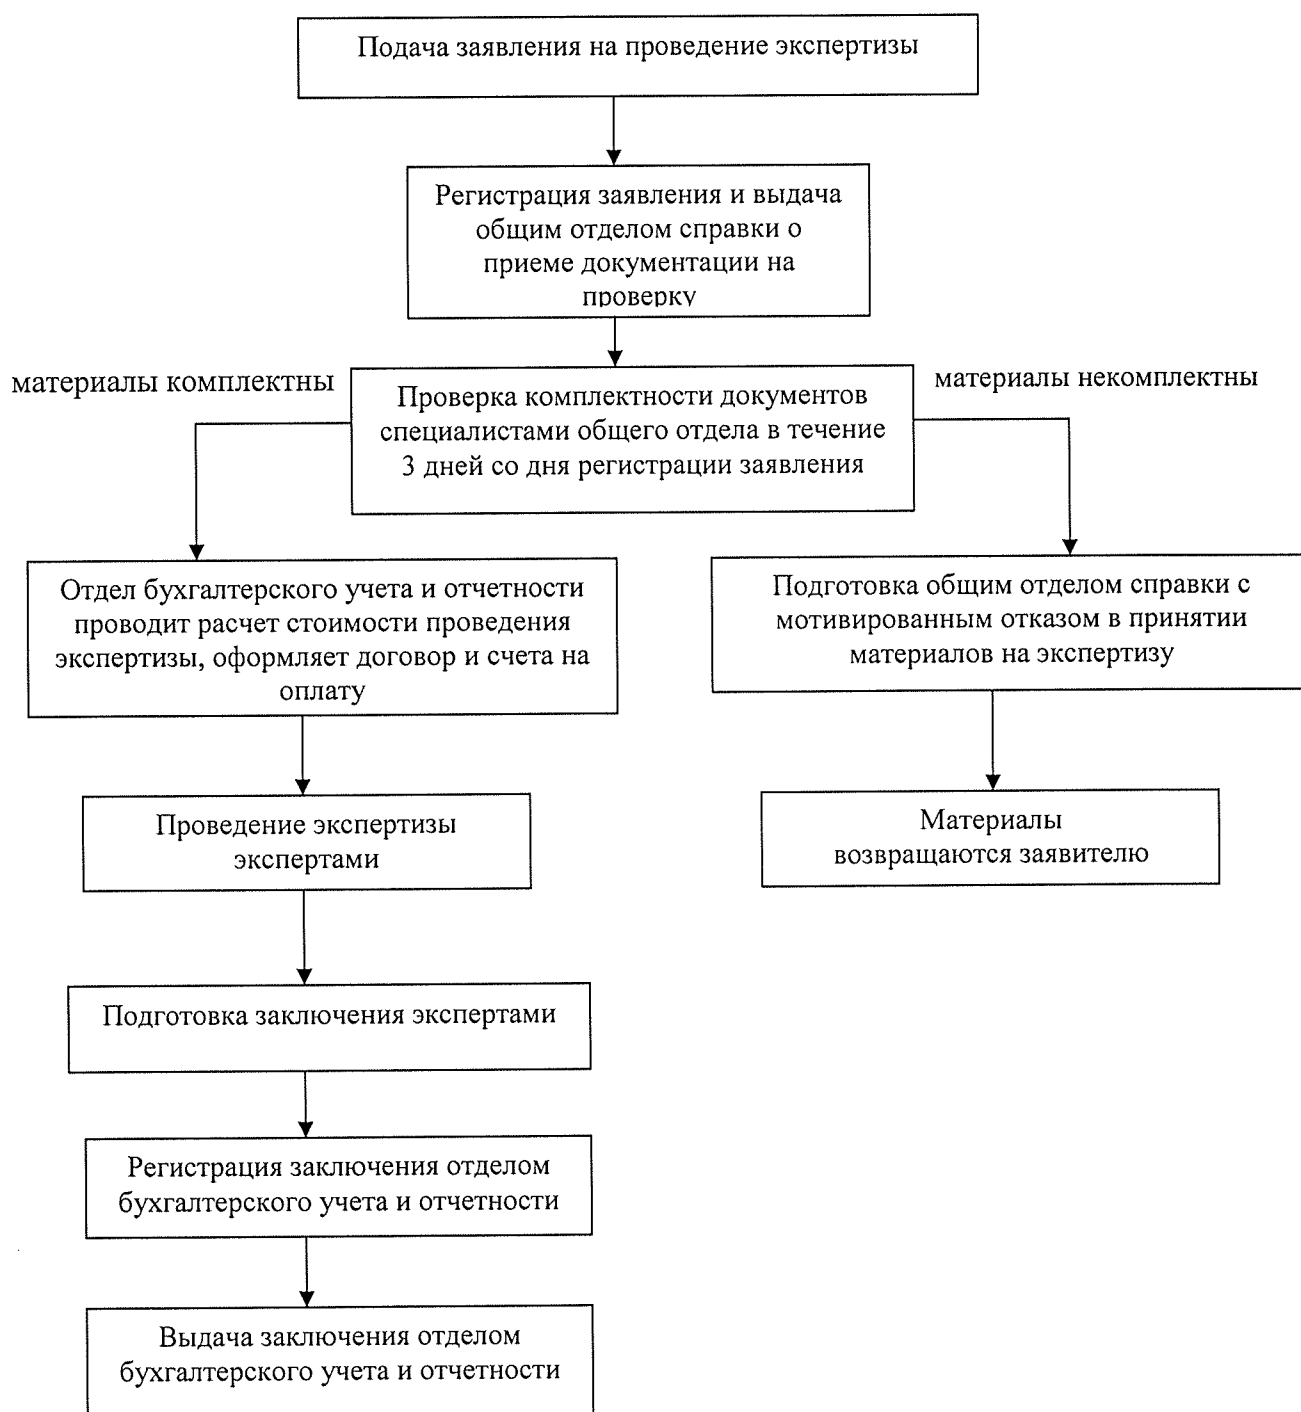 Подача заявления на проведение экспертизы
Регистрация заявления и выдача
общим отделом справки о
приеме документации на
проверку
материалы комплектны
материалы некомплектны
Проверка комплектности документов
специалистами общего отдела в течение
3 дней со дня регистрации заявления
Отдел бухгалтерского учета и отчетности
проводит расчет стоимости проведения
экспертизы, оформляет договор и счета на
оплату
Подготовка общим отделом справки с
мотивированным отказом в принятии
материалов на экспертизу
Проведение экспертизы
экспертами
Материалы
возвращаются заявителю
Подготовка заключения экспертами
Регистрация заключения отделом
бухгалтерского учета и отчетности
Выдача заключения отделом
бухгалтерского учета и отчетности